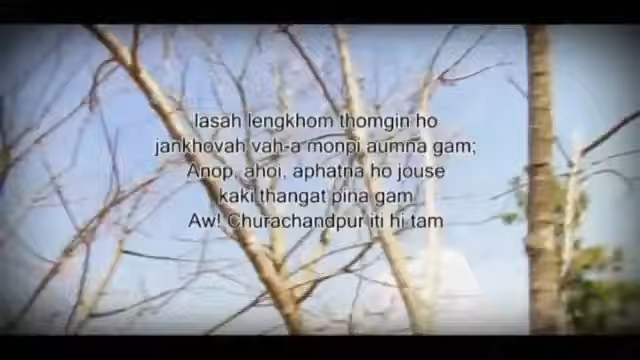 lasah lengkhom thomgin ho
jankhovah vah-a monpi aumna gam;
Anop, ahoi, aphatna ho jouse
kaki thangat pina gam
Aw! Churachandpur iti hi tam